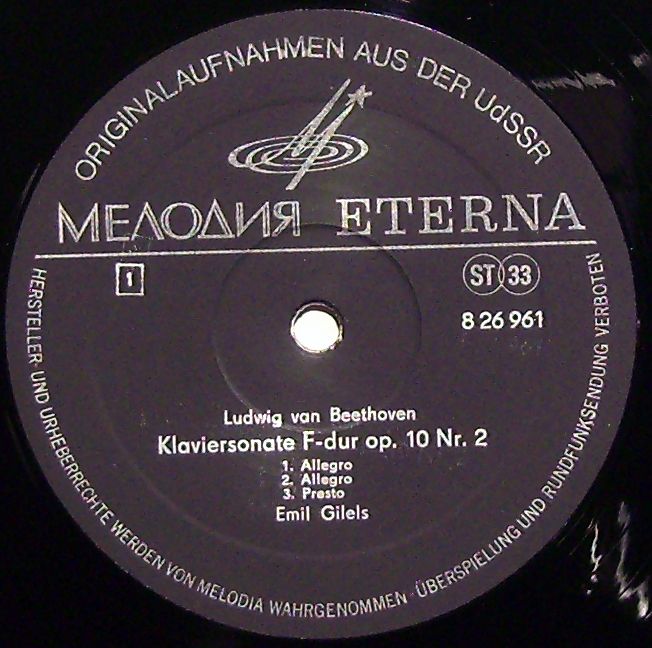 ORIGINALAUFNAHMEN AUS DER UdSSR
МЕЛОДИЯ ETERNA
1
ST 33
8 26 961
Ludwig van Beethoven
Klaviersonate F-dur op. 10 Nr. 2
1. Allegro
2. Allegro
3. Presto
Emil Gilels
HERSTELLER- UND URHEBERRECHTE WERDEN VON MELODIA WAHRGENOMMEN · ÜBERSPIELUNG UND RUNDFUNKSENDUNG VERBOTEN